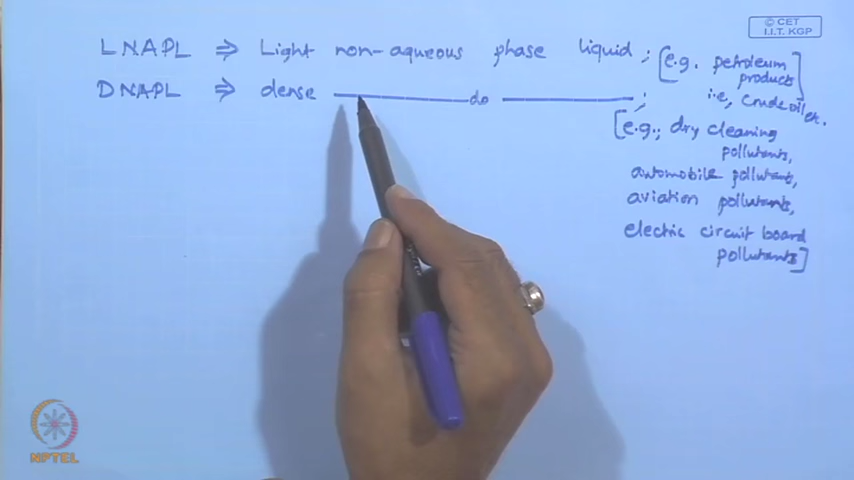 © CET
I.I.T. KGP
LNAPL ⇒ Light non-aqueous phase liquid ; [e.g. petroleum
products]
i.e, crude oil etc.
DNAPL ⇒ dense ———do——— ;
[e.g.; dry cleaning
pollutants,
automobile pollutants,
aviation pollutants,
electric circuit board
pollutants]
NPTEL